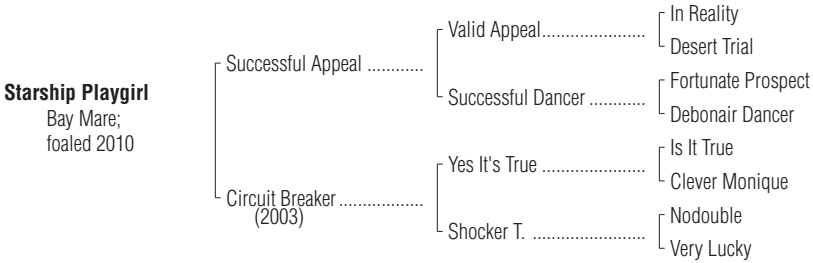 In Reality
Valid Appeal......................
Desert Trial
Successful Appeal ............
Fortunate Prospect
Successful Dancer ............
Debonair Dancer
Starship Playgirl
Bay Mare;
foaled 2010
Is It True
Yes It's True ......................
Clever Monique
Circuit Breaker ..................
(2003)
Nodouble
Shocker T. ........................
Very Lucky